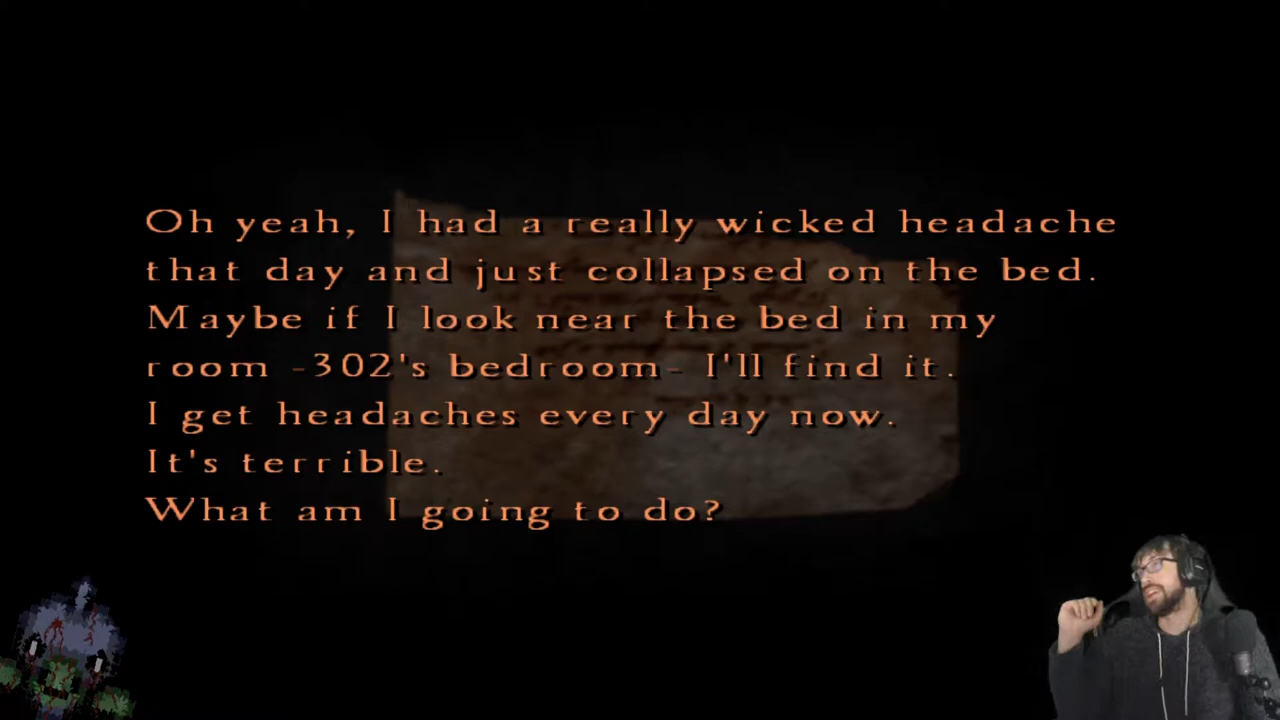 Oh yeah, I had a really wicked headache
that day and just collapsed on the bed.
Maybe if I look near the bed in my
room -302's bedroom- I'll find it.
I get headaches every day now.
It's terrible.
What am I going to do?